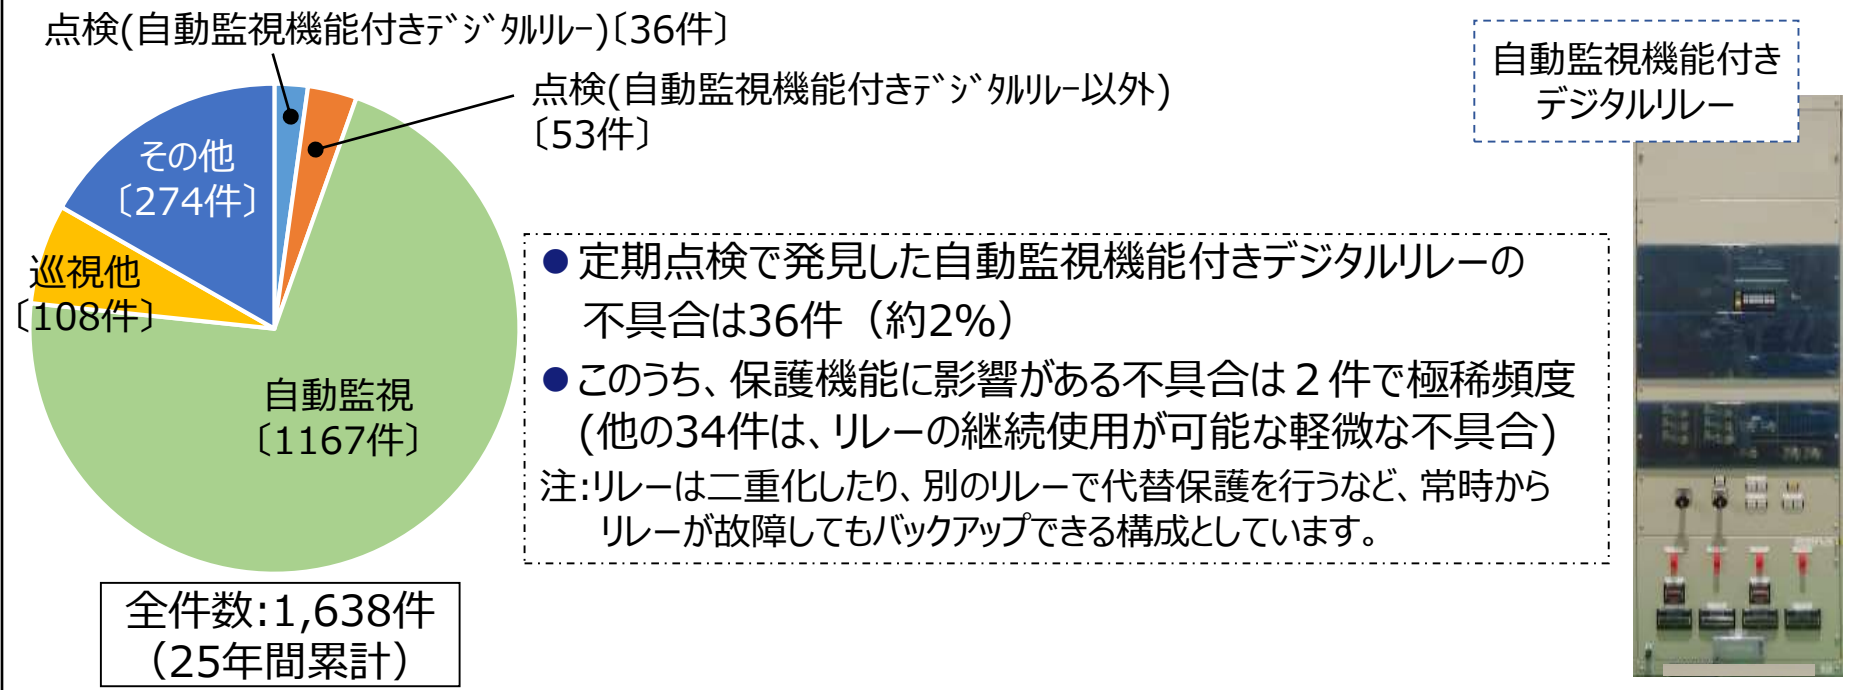 点検(自動監視機能付きﾃﾞｼﾞﾀﾙﾘﾚｰ)〔36件〕
点検(自動監視機能付きﾃﾞｼﾞﾀﾙﾘﾚｰ以外)
〔53件〕
自動監視機能付き
デジタルリレー
その他
〔274件〕
巡視他
〔108件〕
自動監視
〔1167件〕
全件数:1,638件
（25年間累計）
●定期点検で発見した自動監視機能付きデジタルリレーの
不具合は36件（約2%）
●このうち、保護機能に影響がある不具合は２件で極稀頻度
(他の34件は、リレーの継続使用が可能な軽微な不具合)
注:リレーは二重化したり、別のリレーで代替保護を行うなど、常時から
リレーが故障してもバックアップできる構成としています。